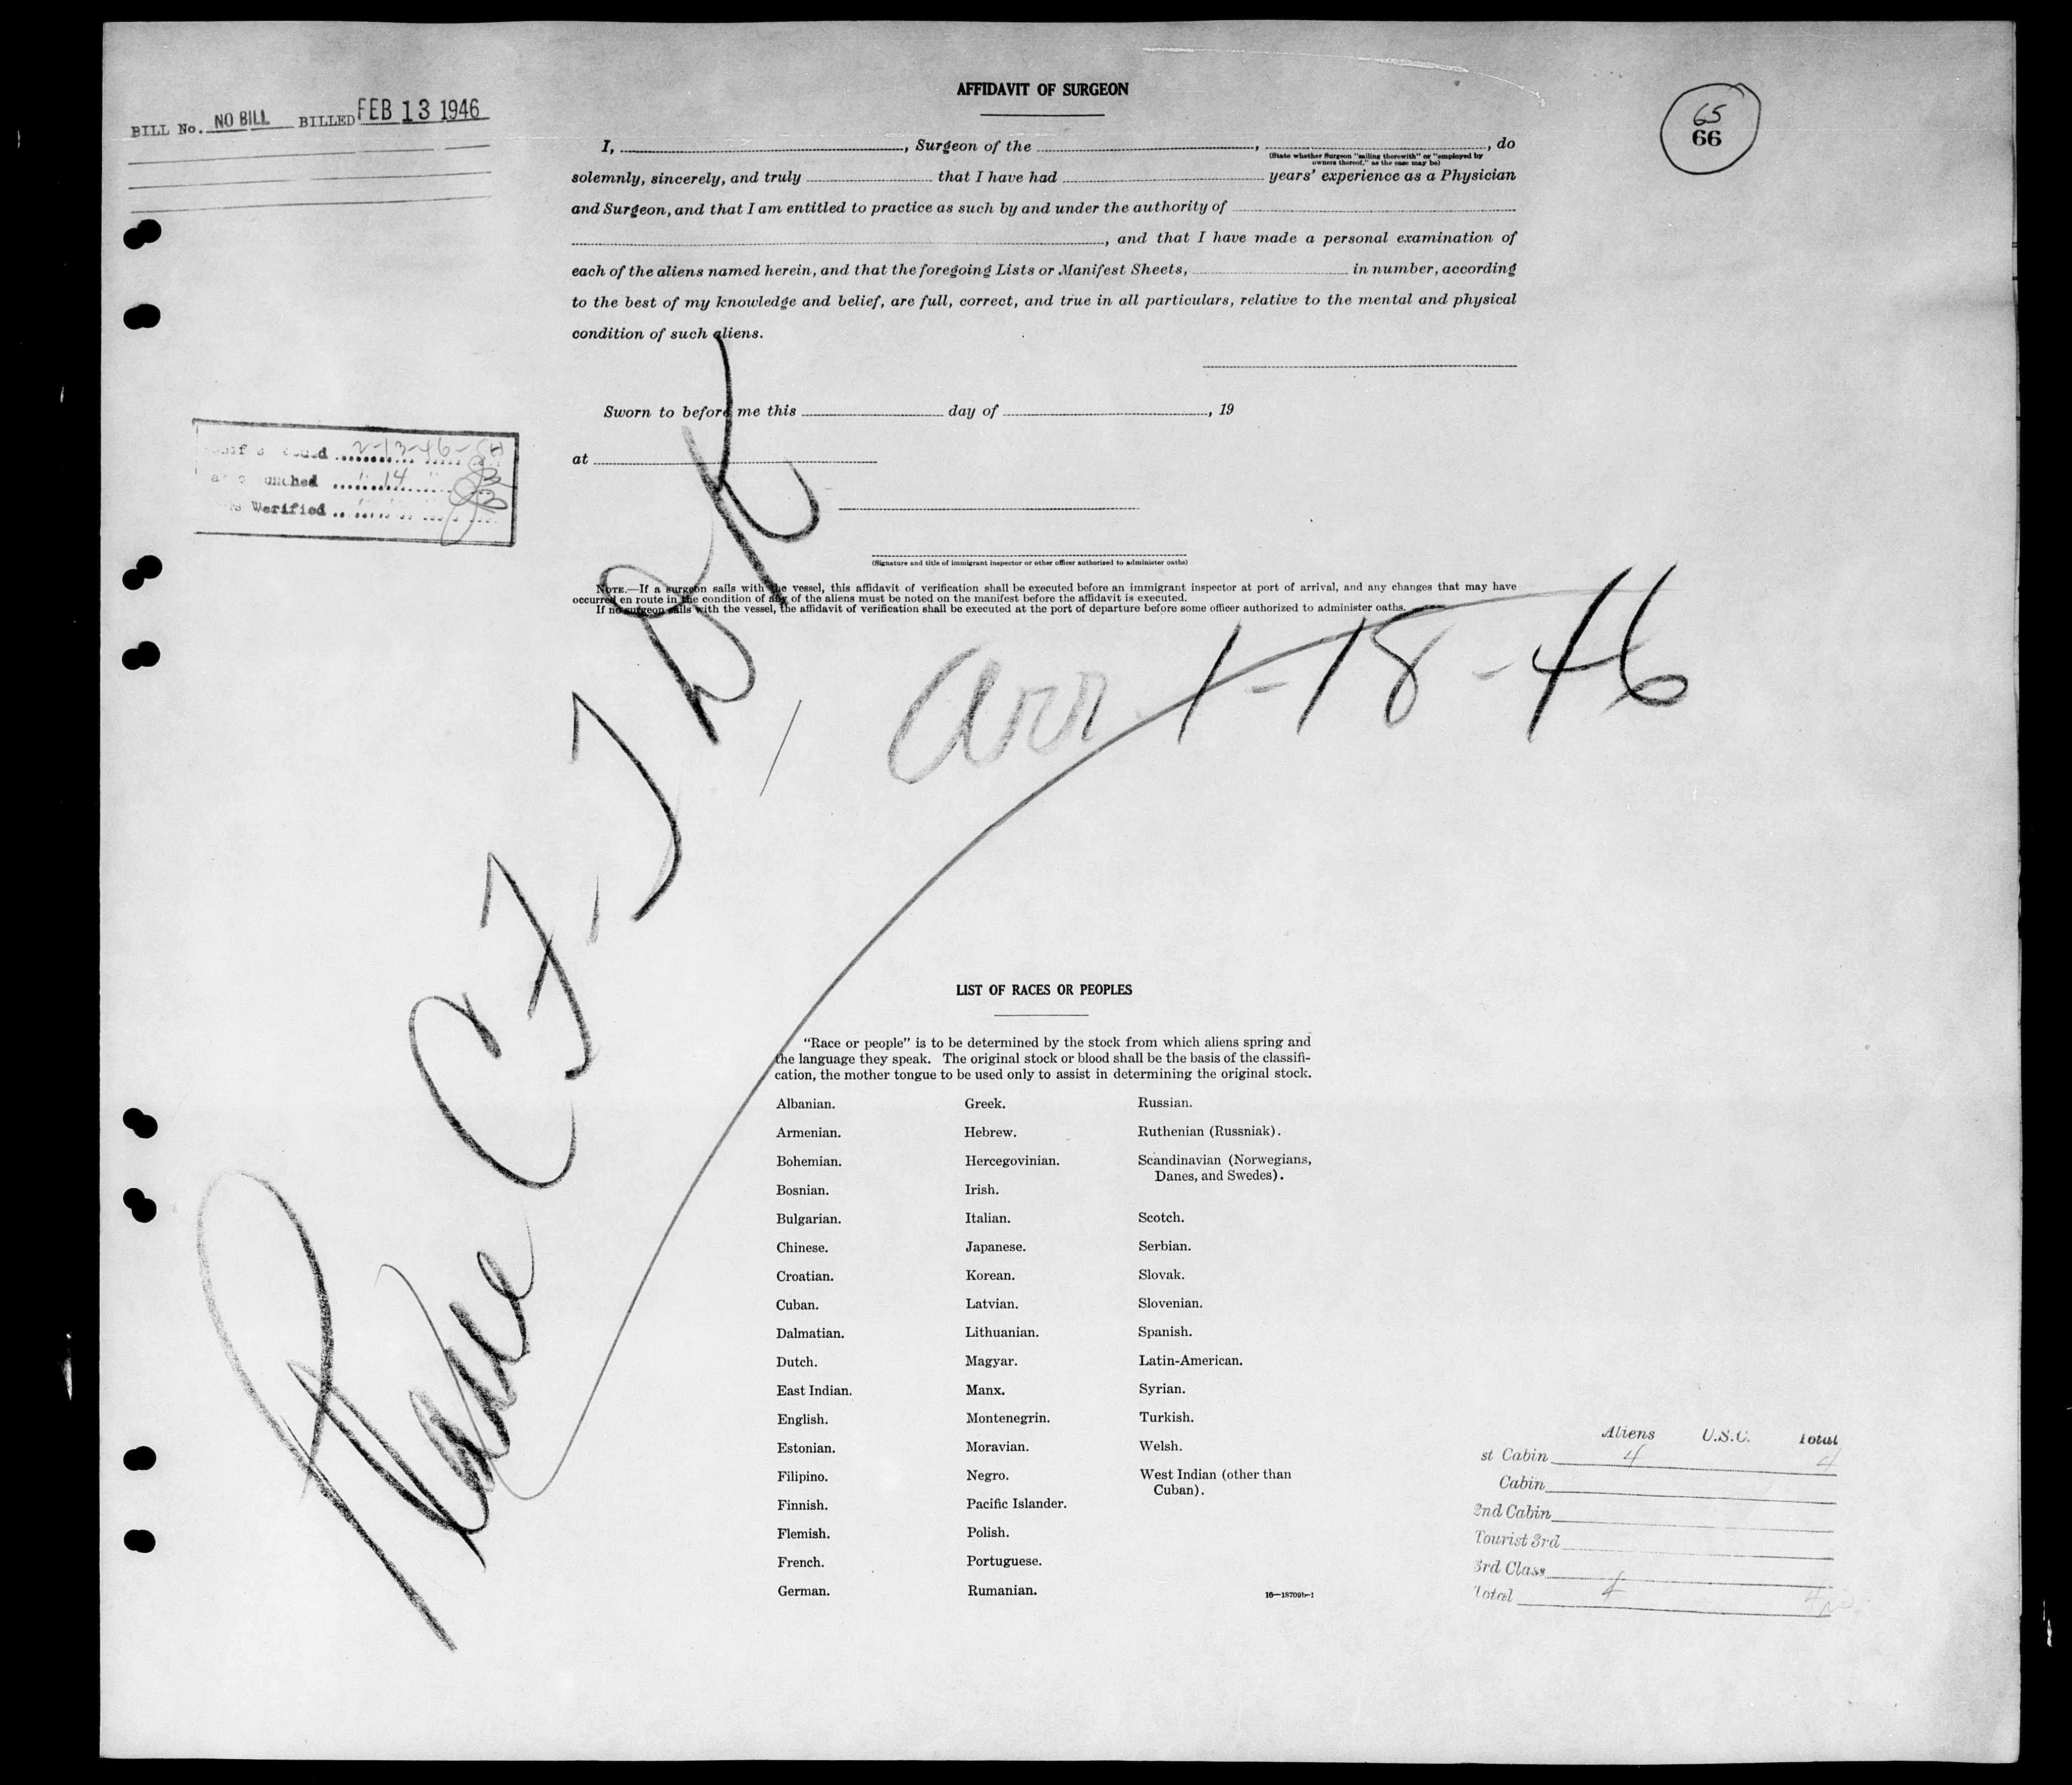 AFFIDAVIT OF SURGEON
BILL No. NO BILL BILLED FEB 13 1946
65
66
I, , Surgeon of the , , do
(State whether Surgeon "sailing therewith" or "employed by
owners thereof," as the case may be)
solemnly, sincerely, and truly that I have had years' experience as a Physician
and Surgeon, and that I am entitled to practice as such by and under the authority of
, and that I have made a personal examination of
each of the aliens named herein, and that the foregoing Lists or Manifest Sheets, in number, according
to the best of my knowledge and belief, are full, correct, and true in all particulars, relative to the mental and physical
condition of such aliens.
Sworn to before me this day of , 19
at
2-13-46
14
Verified
(Signature and title of immigrant inspector or other officer authorized to administer oaths)
NOTE.—If a surgeon sails with the vessel, this affidavit of verification shall be executed before an immigrant inspector at port of arrival, and any changes that may have
occurred en route in the condition of any of the aliens must be noted on the manifest before the affidavit is executed.
If no surgeon sails with the vessel, the affidavit of verification shall be executed at the port of departure before some officer authorized to administer oaths.
Plane CF-TDK
arr 1-18-46
LIST OF RACES OR PEOPLES
"Race or people" is to be determined by the stock from which aliens spring and
the language they speak. The original stock or blood shall be the basis of the classifi-
cation, the mother tongue to be used only to assist in determining the original stock.
Albanian. Greek. Russian.
Armenian. Hebrew. Ruthenian (Russniak).
Bohemian. Hercegovinian. Scandinavian (Norwegians,
Danes, and Swedes).
Bosnian. Irish.
Bulgarian. Italian. Scotch.
Chinese. Japanese. Serbian.
Croatian. Korean. Slovak.
Cuban. Latvian. Slovenian.
Dalmatian. Lithuanian. Spanish.
Dutch. Magyar. Latin-American.
East Indian. Manx. Syrian.
English. Montenegrin. Turkish.
Estonian. Moravian. Welsh.
Filipino. Negro. West Indian (other than
Cuban).
Finnish. Pacific Islander.
Flemish. Polish.
French. Portuguese.
German. Rumanian. 16—18709b-1
Aliens U.S.C. Total
st Cabin 4 4
Cabin
2nd Cabin
Tourist 3rd
3rd Class
Total 4 4